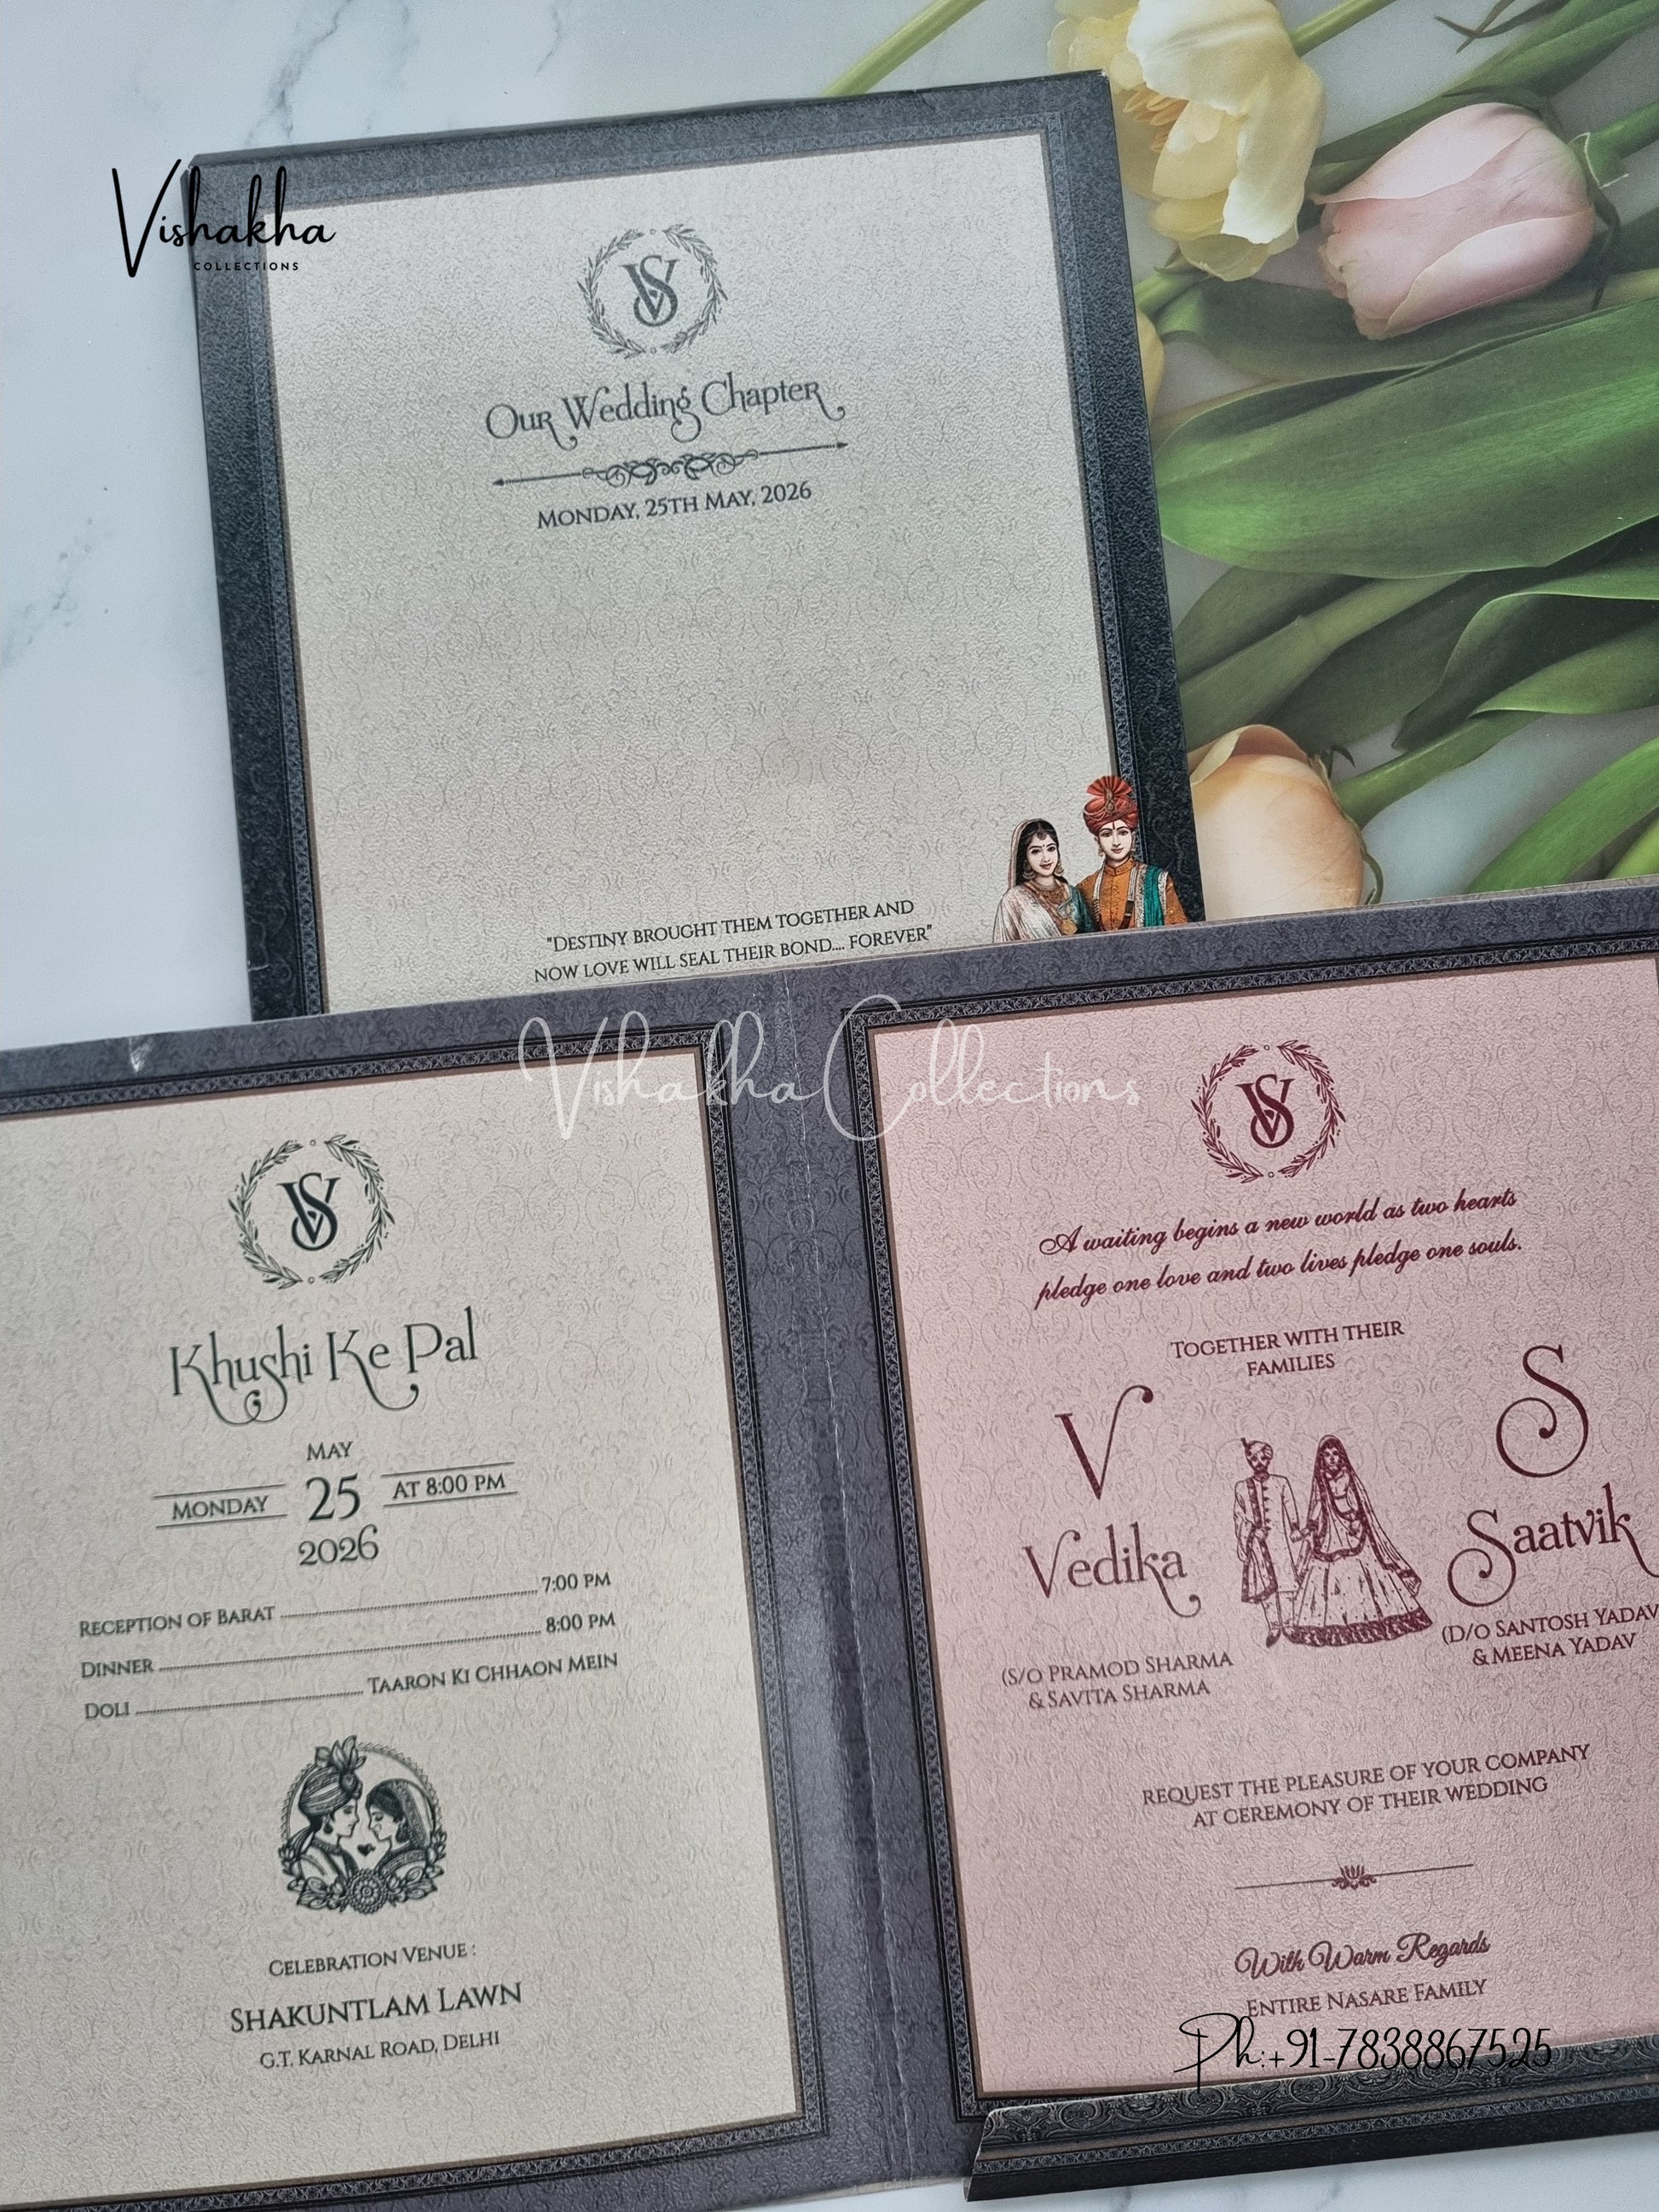 Vishakha
COLLECTIONS
VS
Our Wedding Chapter
MONDAY, 25TH MAY, 2026
"DESTINY BROUGHT THEM TOGETHER AND
NOW LOVE WILL SEAL THEIR BOND.... FOREVER"
Vishakha Collections
VS
Khushi Ke Pal
MAY
MONDAY 25 AT 8:00 PM
2026
RECEPTION OF BARAT 7:00 PM
DINNER 8:00 PM
DOLI TAARON KI CHHAON MEIN
CELEBRATION VENUE :
SHAKUNTLAM LAWN
G.T. KARNAL ROAD, DELHI
VS
A waiting begins a new world as two hearts
pledge one love and two lives pledge one souls.
TOGETHER WITH THEIR
FAMILIES
V
Vedika
(S/O PRAMOD SHARMA
& SAVITA SHARMA
S
Saatvik
(D/O SANTOSH YADAV
& MEENA YADAV
REQUEST THE PLEASURE OF YOUR COMPANY
AT CEREMONY OF THEIR WEDDING
With Warm Regards
ENTIRE NASARE FAMILY
Ph:+91-7838867525